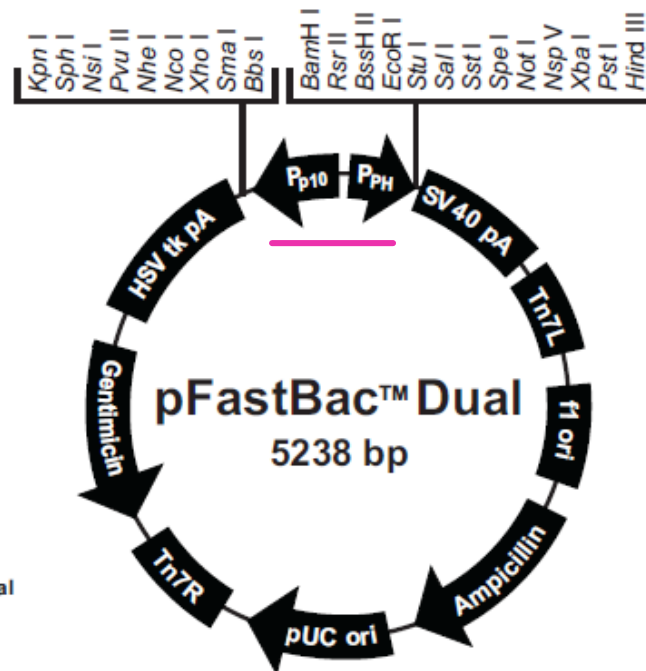 Kpn I
Sph I
Nsi I
Pvu II
Nhe I
Nco I
Xho I
Sma I
Bbs I
BamH I
Rsr II
BssH II
EcoR I
Stu I
Sal I
Sst I
Spe I
Not I
Nsp V
Xba I
Pst I
Hind III
Pp10
PPH
SV40 pA
Tn7L
f1 ori
Ampicillin
pUC ori
Tn7R
Gentimicin
HSV tk pA
pFastBac™ Dual
5238 bp
al